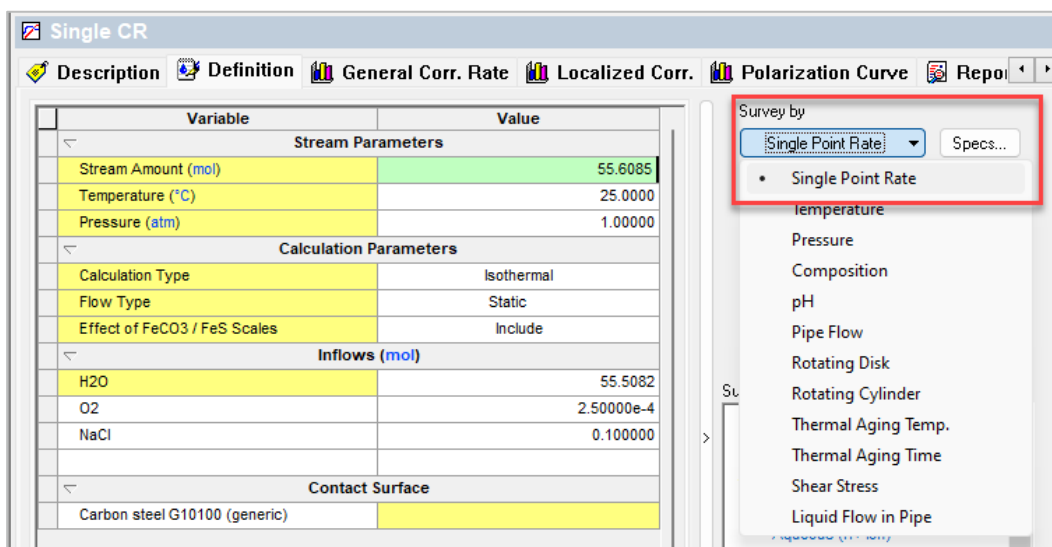 Single CR
Description Definition General Corr. Rate Localized Corr. Polarization Curve Repor
Variable Value
Stream Parameters
Stream Amount (mol) 55.6085
Temperature (°C) 25.0000
Pressure (atm) 1.00000
Calculation Parameters
Calculation Type Isothermal
Flow Type Static
Effect of FeCO3 / FeS Scales Include
Inflows (mol)
H2O 55.5082
O2 2.50000e-4
NaCl 0.100000
Contact Surface
Carbon steel G10100 (generic)
Survey by
Single Point Rate Specs...
• Single Point Rate
Temperature
Pressure
Composition
pH
Pipe Flow
Rotating Disk
Su
Rotating Cylinder
Thermal Aging Temp.
Thermal Aging Time
Shear Stress
Liquid Flow in Pipe